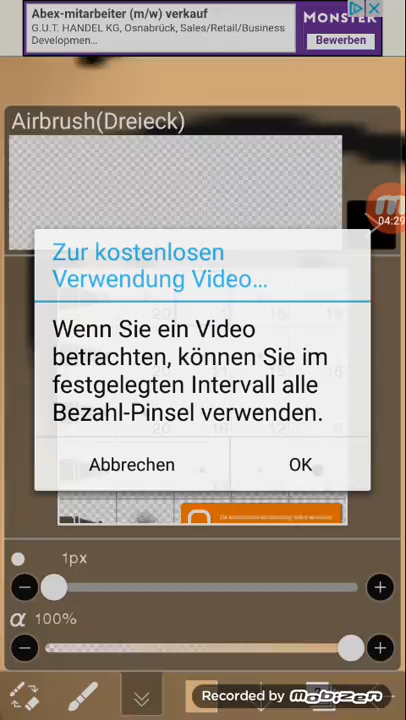 Abex-mitarbeiter (m/w) verkauf
G.U.T. HANDEL KG, Osnabrück, Sales/Retail/Business
Developmen...
MONSTER
Bewerben
Airbrush(Dreieck)
04:29
Zur kostenlosen
Verwendung Video...
Wenn Sie ein Video
betrachten, können Sie im
festgelegten Intervall alle
Bezahl-Pinsel verwenden.
Abbrechen
OK
1px
α 100%
Recorded by mobizen